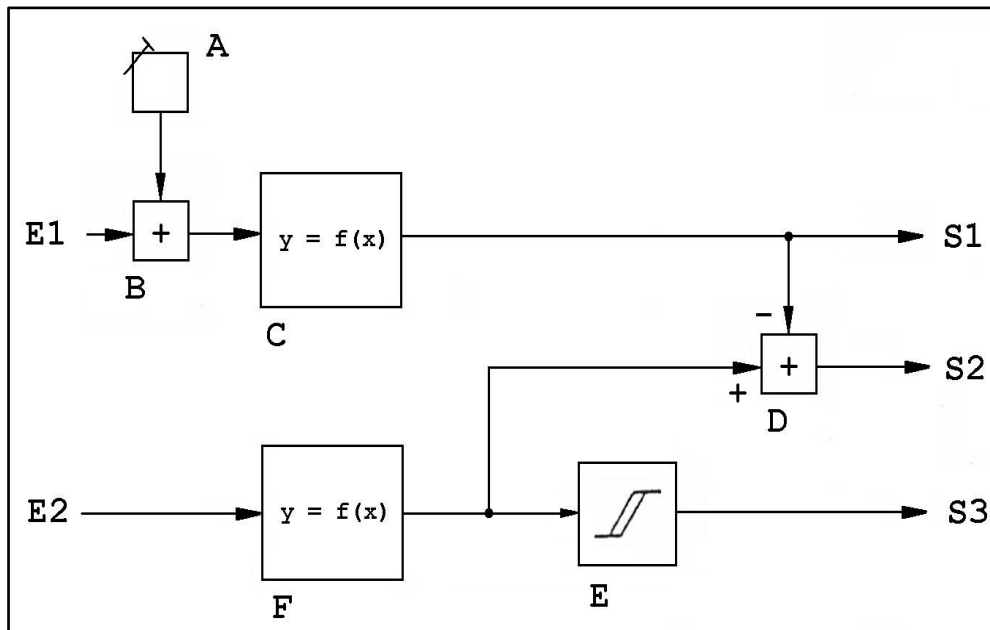 A
E1
+
B
y = f(x)
C
S1
-
+
+
D
S2
E2
y = f(x)
F
E
S3